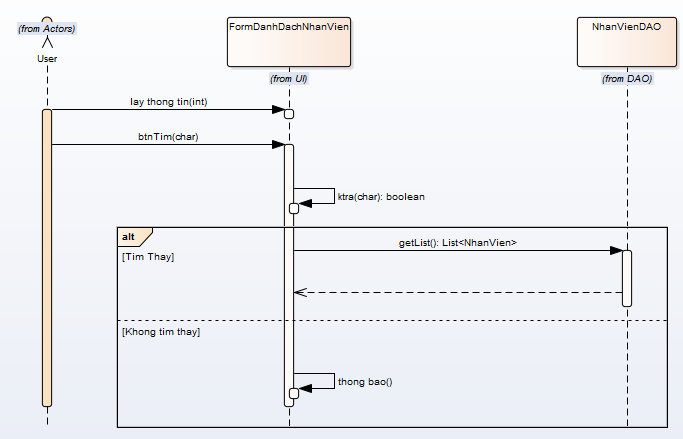 (from Actors)
User
FormDanhDachNhanVien
(from UI)
NhanVienDAO
(from DAO)
lay thong tin(int)
btnTim(char)
ktra(char): boolean
alt
getList(): List<NhanVien>
[Tim Thay]
[Khong tim thay]
thong bao()